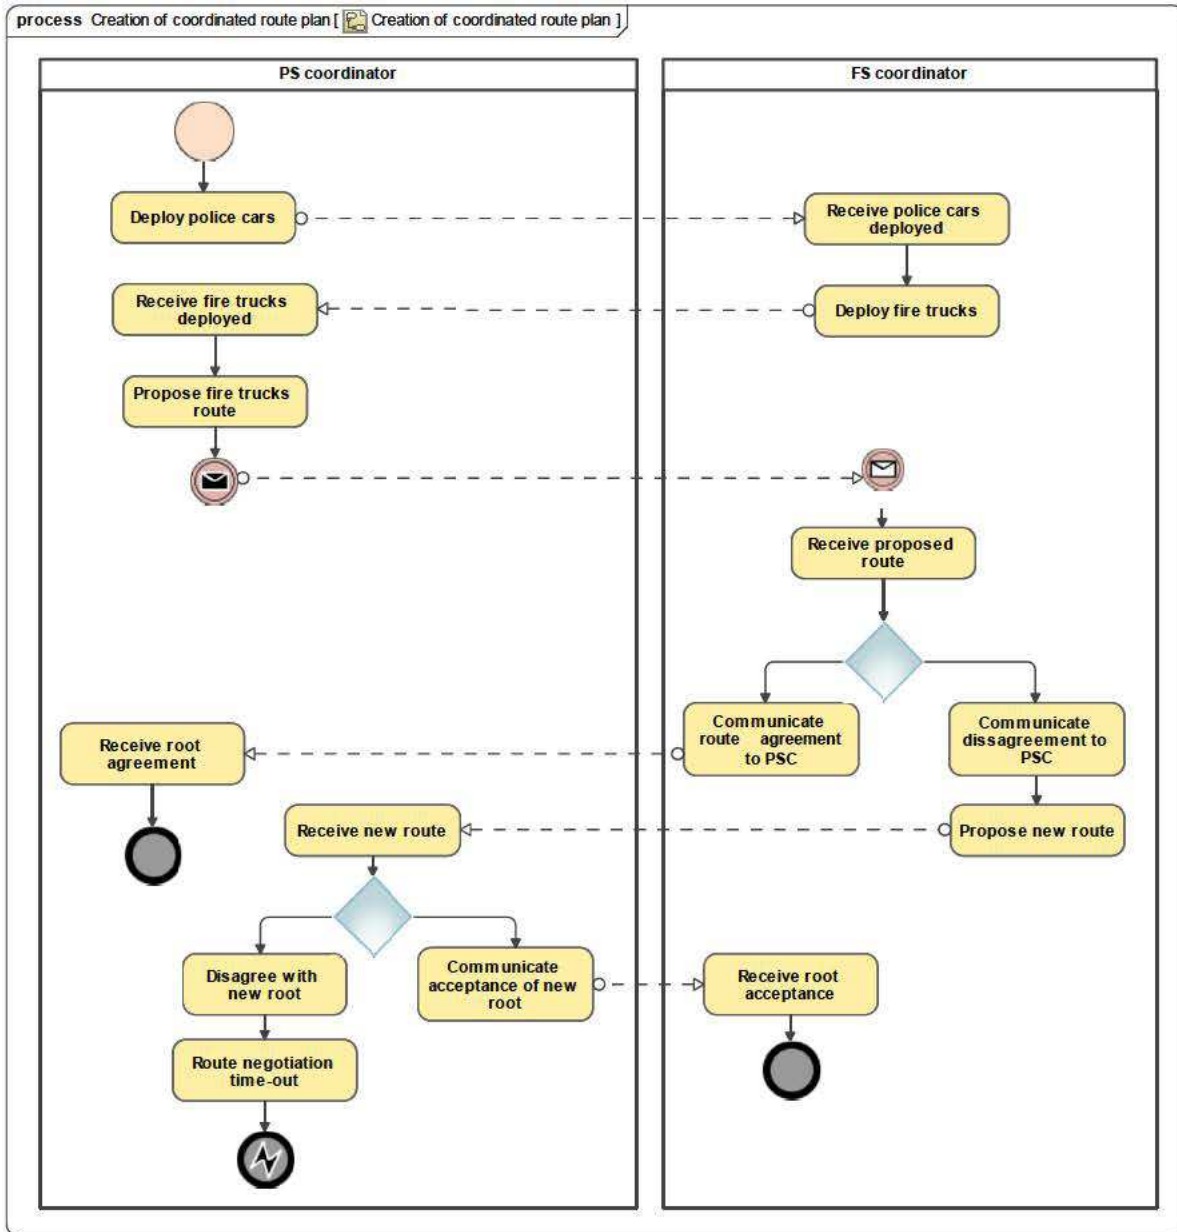 process Creation of coordinated route plan [ Creation of coordinated route plan ]
PS coordinator
FS coordinator
Deploy police cars
Receive police cars
deployed
Receive fire trucks
deployed
Deploy fire trucks
Propose fire trucks
route
Receive proposed
route
Communicate
route agreement
to PSC
Communicate
dissagreement to
PSC
Receive root
agreement
Receive new route
Propose new route
Disagree with
new root
Communicate
acceptance of new
root
Receive root
acceptance
Route negotiation
time-out